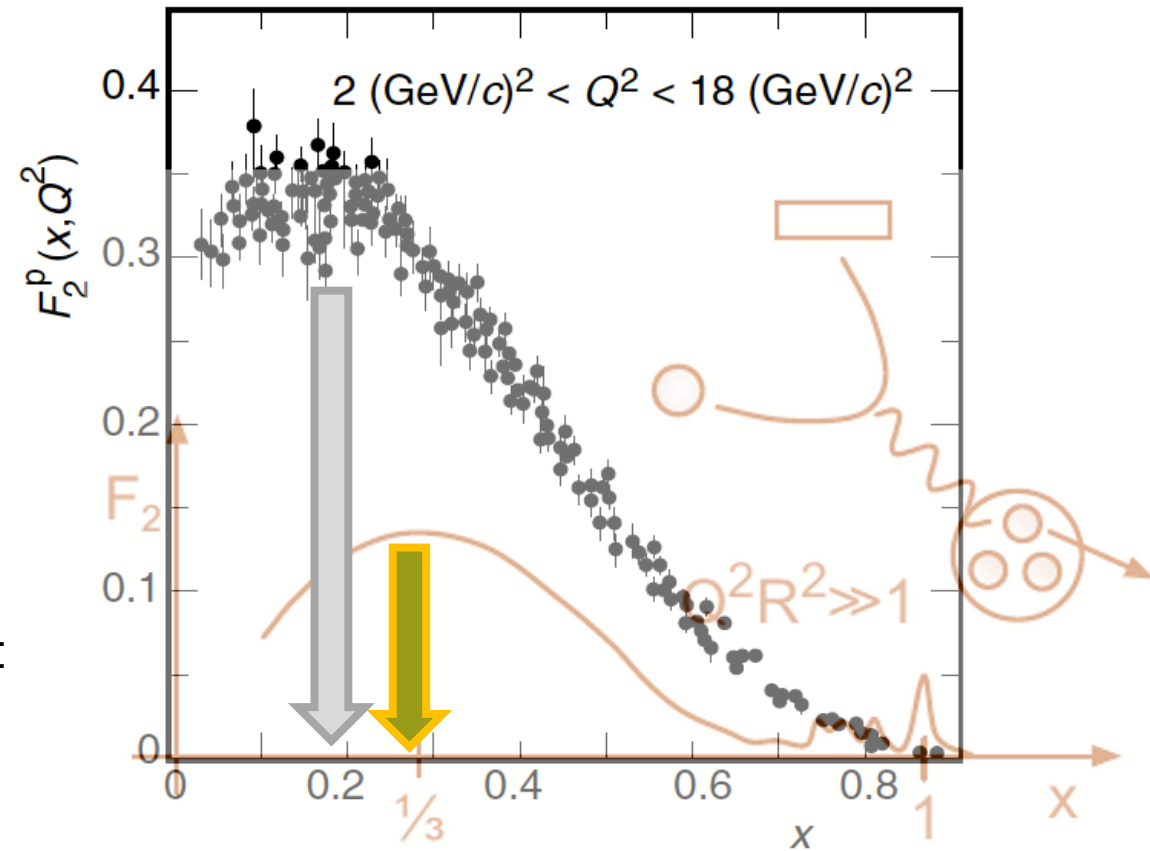 2 (GeV/c)² < Q² < 18 (GeV/c)²
F₂ᵖ(x,Q²)
0.4
0.3
0.2
0.1
0
F₂
Q²R²≫1
0 0.2 0.4 0.6 0.8
⅓ 1 x
x